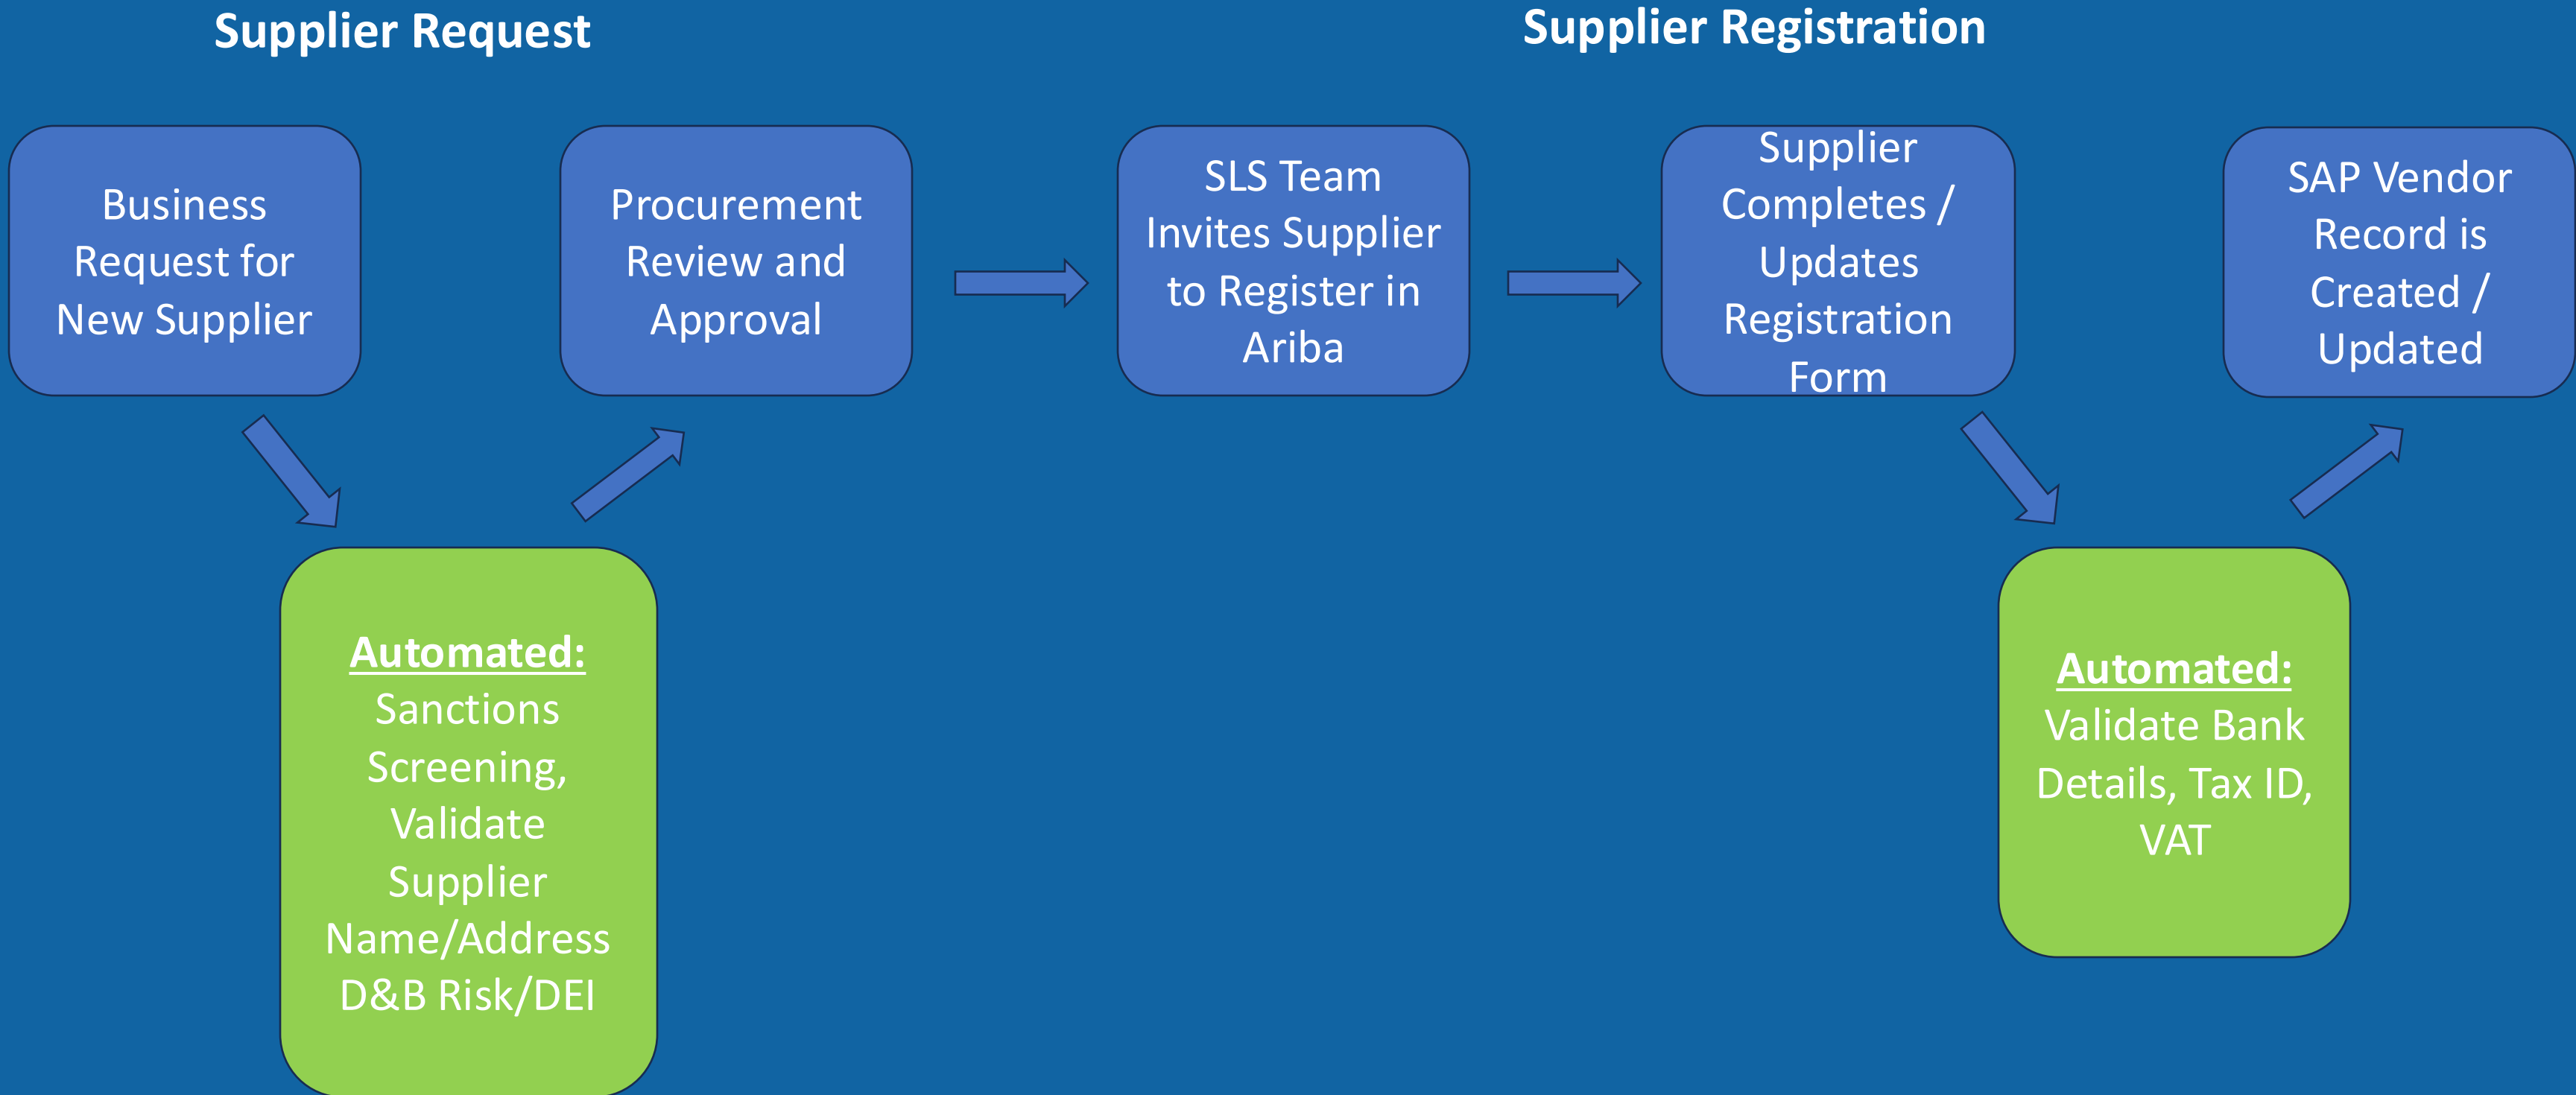 Supplier Request
Supplier Registration
Business
Request for
New Supplier
Procurement
Review and
Approval
SLS Team
Invites Supplier
to Register in
Ariba
Supplier
Completes /
Updates
Registration
Form
SAP Vendor
Record is
Created /
Updated
Automated:
Sanctions
Screening,
Validate
Supplier
Name/Address
D&B Risk/DEI
Automated:
Validate Bank
Details, Tax ID,
VAT